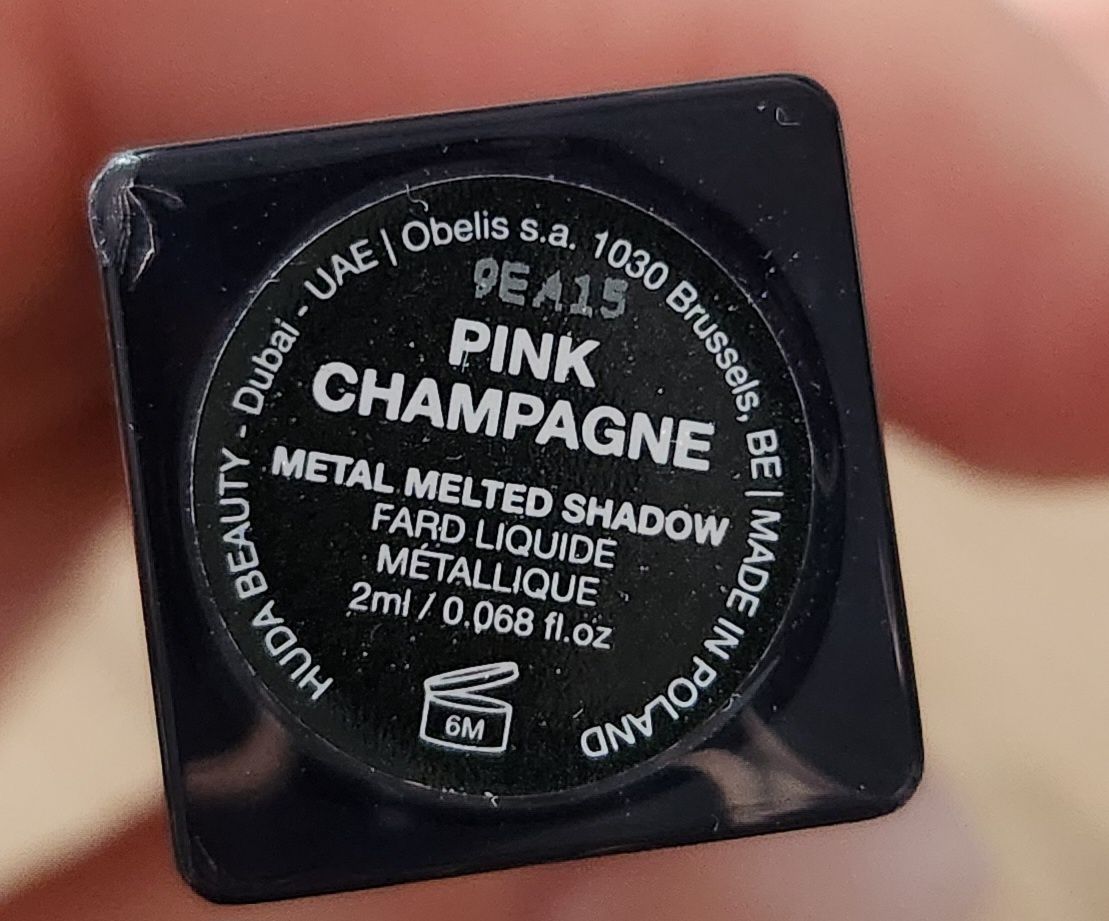 HUDA BEAUTY - Dubai - UAE | Obelis s.a. 1030 Brussels, BE | MADE IN POLAND
9EA15
PINK
CHAMPAGNE
METAL MELTED SHADOW
FARD LIQUIDE
MÉTALLIQUE
2ml / 0.068 fl.oz
6M